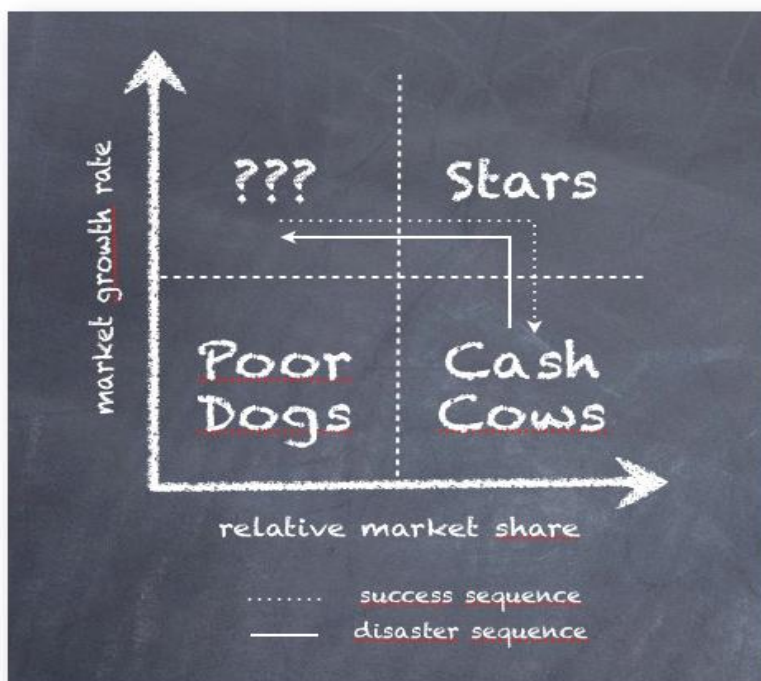 ???
Stars
market growth rate
Poor
Dogs
Cash
Cows
relative market share
success sequence
disaster sequence